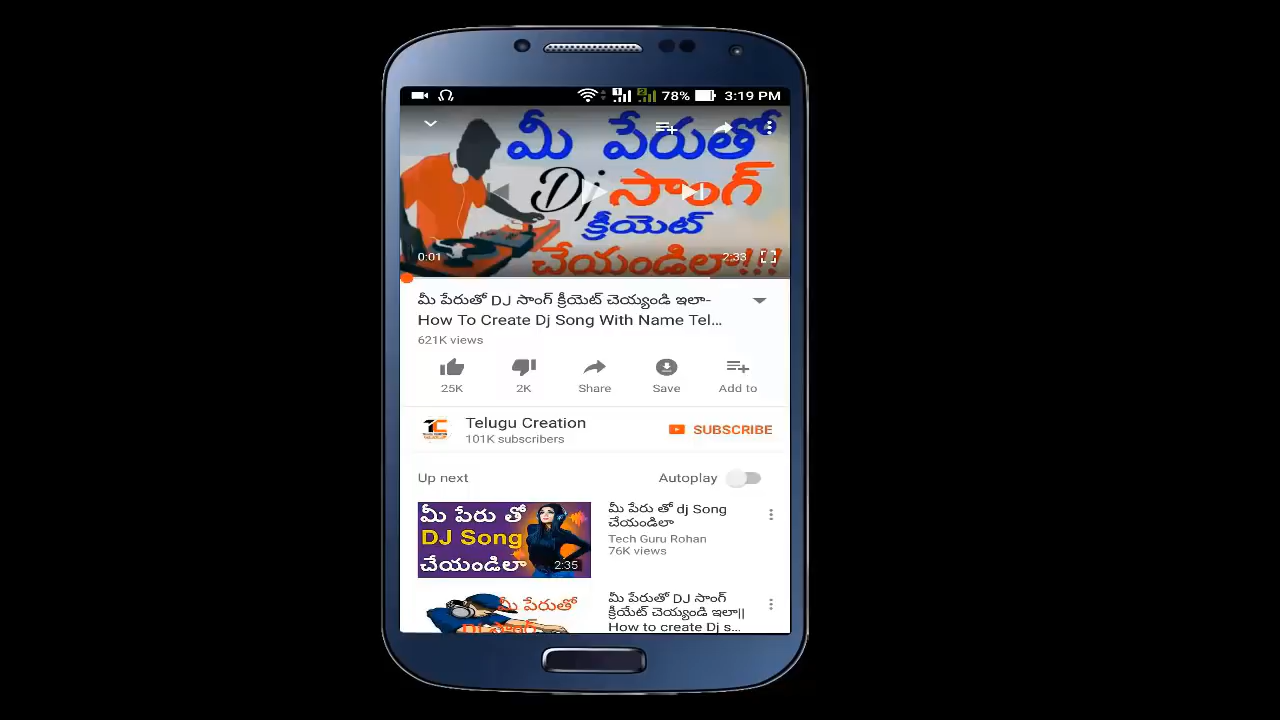 78% 3:19 PM
మీ పేరుతో
Dj సాంగ్
క్రీయెట్
చేయండిలా!!!
0:01
2:33
మీ పేరుతో DJ సాంగ్ క్రీయెట్ చెయ్యండి ఇలా-
How To Create Dj Song With Name Tel...
621K views
25K 2K Share Save Add to
Telugu Creation
101K subscribers
SUBSCRIBE
Up next Autoplay
మీ పేరు తో
DJ Song
చేయండిలా
2:35
మీ పేరు తో dj Song
చేయండిలా
Tech Guru Rohan
76K views
మీ పేరుతో
మీ పేరుతో DJ సాంగ్
క్రీయేట్ చెయ్యండి ఇలా||
How to create Dj s...